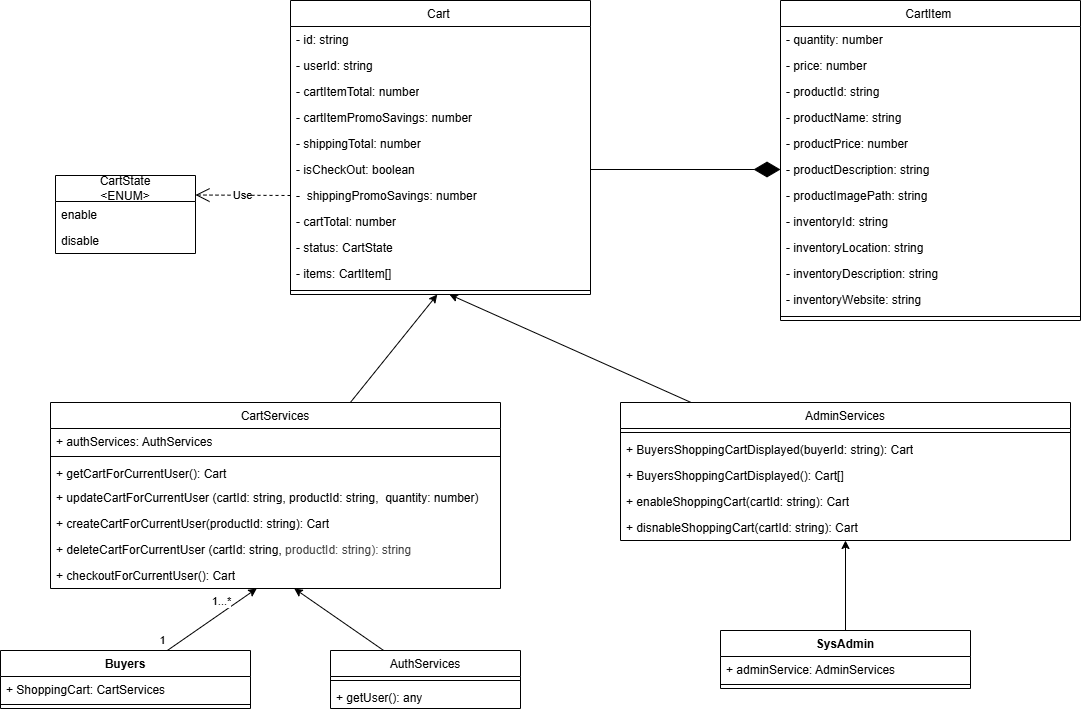 Cart
- id: string
- userId: string
- cartItemTotal: number
- cartItemPromoSavings: number
- shippingTotal: number
- isCheckOut: boolean
- shippingPromoSavings: number
- cartTotal: number
- status: CartState
- items: CartItem[]
CartItem
- quantity: number
- price: number
- productId: string
- productName: string
- productPrice: number
- productDescription: string
- productImagePath: string
- inventoryId: string
- inventoryLocation: string
- inventoryDescription: string
- inventoryWebsite: string
CartState
<ENUM>
enable
disable
Use
CartServices
+ authServices: AuthServices
+ getCartForCurrentUser(): Cart
+ updateCartForCurrentUser (cartId: string, productId: string, quantity: number)
+ createCartForCurrentUser(productId: string): Cart
+ deleteCartForCurrentUser (cartId: string, productId: string): string
+ checkoutForCurrentUser(): Cart
AdminServices
+ BuyersShoppingCartDisplayed(buyerId: string): Cart
+ BuyersShoppingCartDisplayed(): Cart[]
+ enableShoppingCart(cartId: string): Cart
+ disnableShoppingCart(cartId: string): Cart
1...*
1
Buyers
+ ShoppingCart: CartServices
AuthServices
+ getUser(): any
SysAdmin
+ adminService: AdminServices